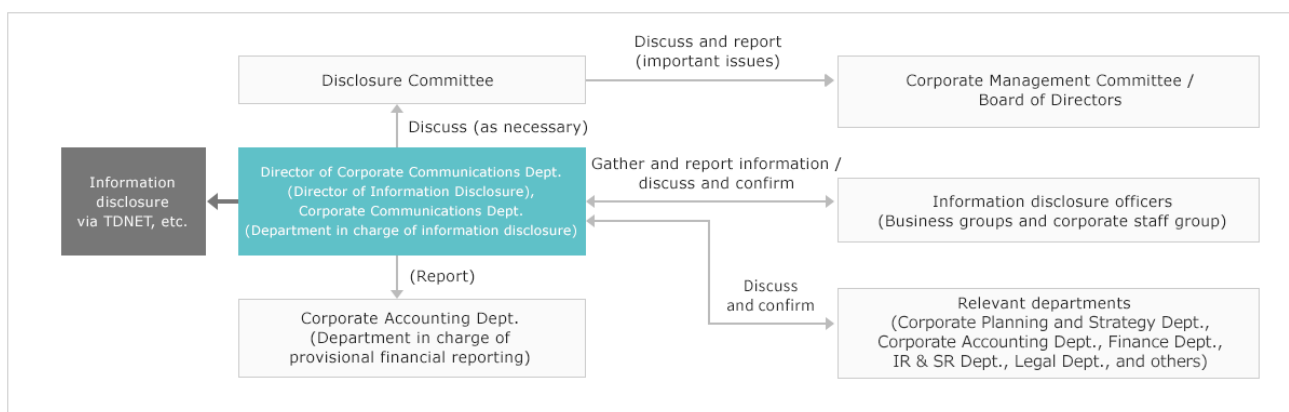 Discuss and report
(important issues)
Disclosure Committee
Corporate Management Committee /
Board of Directors
Discuss (as necessary)
Information
disclosure
via TDNET, etc.
Director of Corporate Communications Dept.
(Director of Information Disclosure),
Corporate Communications Dept.
(Department in charge of information disclosure)
Gather and report information /
discuss and confirm
Information disclosure officers
(Business groups and corporate staff group)
(Report)
Discuss
and confirm
Corporate Accounting Dept.
(Department in charge of
provisional financial reporting)
Relevant departments
(Corporate Planning and Strategy Dept.,
Corporate Accounting Dept., Finance Dept.,
IR & SR Dept., Legal Dept., and others)